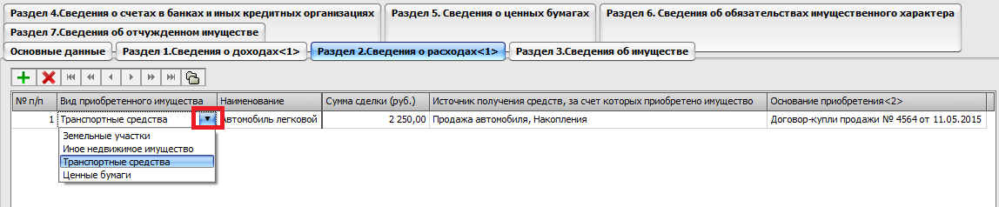 Раздел 4.Сведения о счетах в банках и иных кредитных организациях Раздел 5. Сведения о ценных бумагах Раздел 6. Сведения об обязательствах имущественного характера
Раздел 7.Сведения об отчужденном имуществе
Основные данные Раздел 1.Сведения о доходах<1> Раздел 2.Сведения о расходах<1> Раздел 3.Сведения об имуществе
№ п/п Вид приобретенного имущества Наименование Сумма сделки (руб.) Источник получения средств, за счет которых приобретено имущество Основание приобретения<2>
1 Транспортные средства Автомобиль легковой 2 250,00 Продажа автомобиля, Накопления Договор-купли продажи № 4564 от 11.05.2015
Земельные участки
Иное недвижимое имущество
Транспортные средства
Ценные бумаги